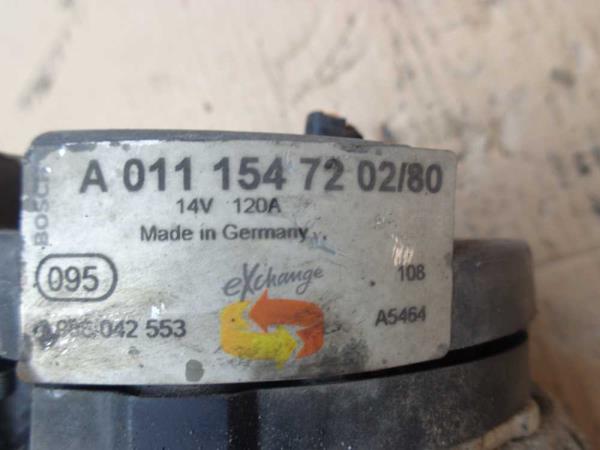 A 011 154 72 02/80
14V 120A
Made in Germany
BOSCH
095
eXchange
108
042 553
A5464